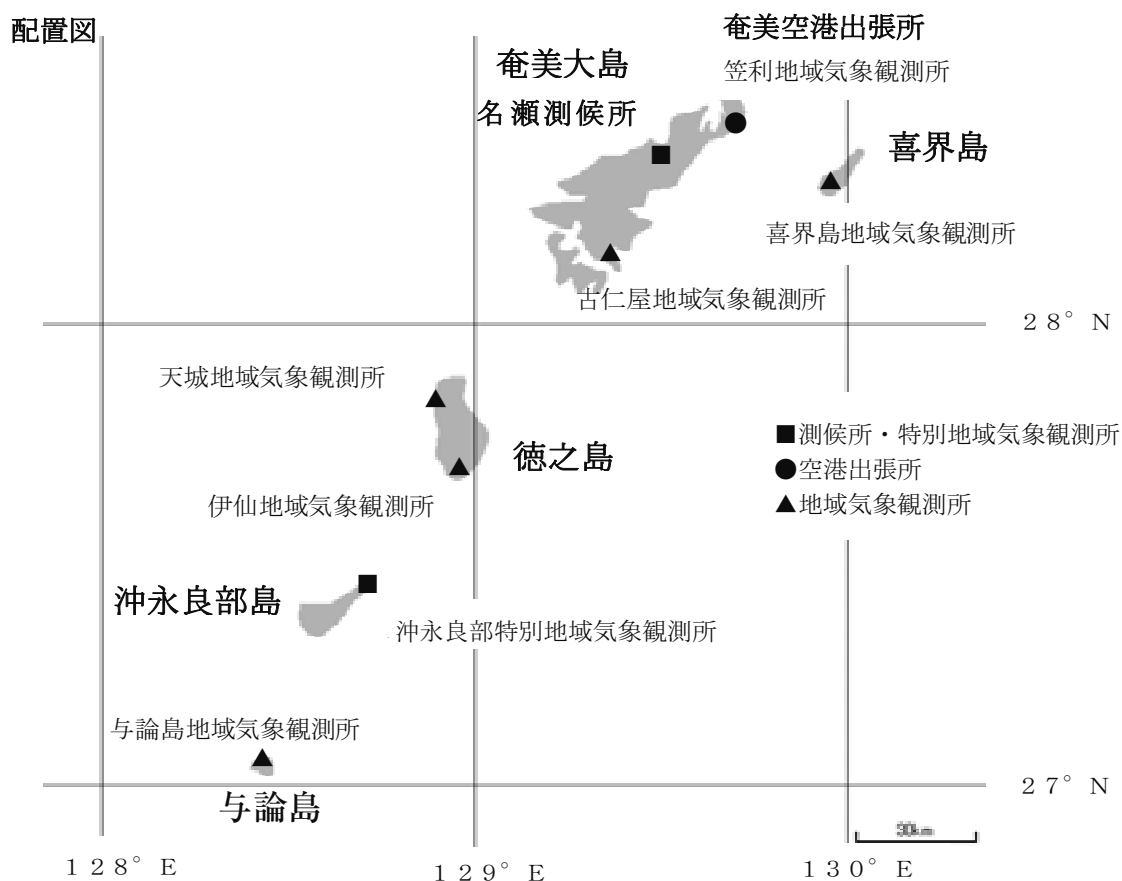 配置図
奄美空港出張所
笠利地域気象観測所
奄美大島
名瀬測候所
喜界島
喜界島地域気象観測所
古仁屋地域気象観測所
２８°Ｎ
天城地域気象観測所
徳之島
伊仙地域気象観測所
■測候所・特別地域気象観測所
●空港出張所
▲地域気象観測所
沖永良部島
沖永良部特別地域気象観測所
与論島地域気象観測所
与論島
２７°Ｎ
30km
１２８°Ｅ
１２９°Ｅ
１３０°Ｅ